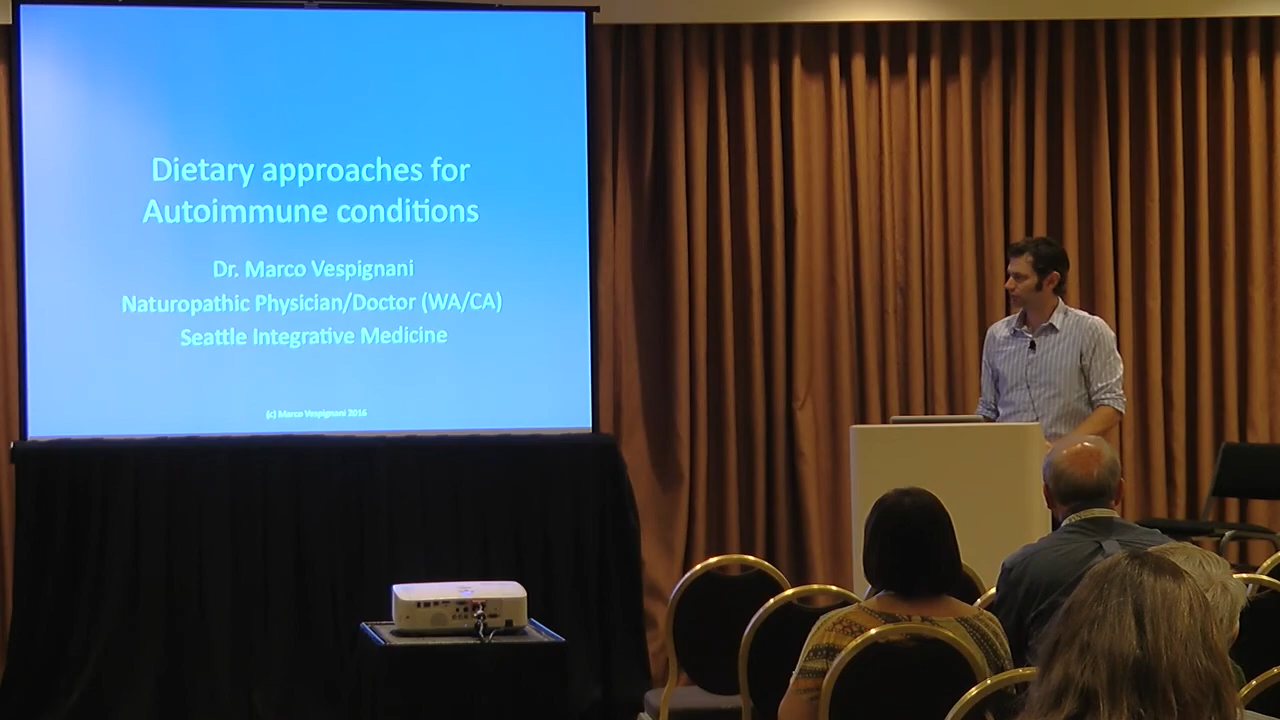 Dietary approaches for
Autoimmune conditions
Dr. Marco Vespignani
Naturopathic Physician/Doctor (WA/CA)
Seattle Integrative Medicine
(c) Marco Vespignani 2016